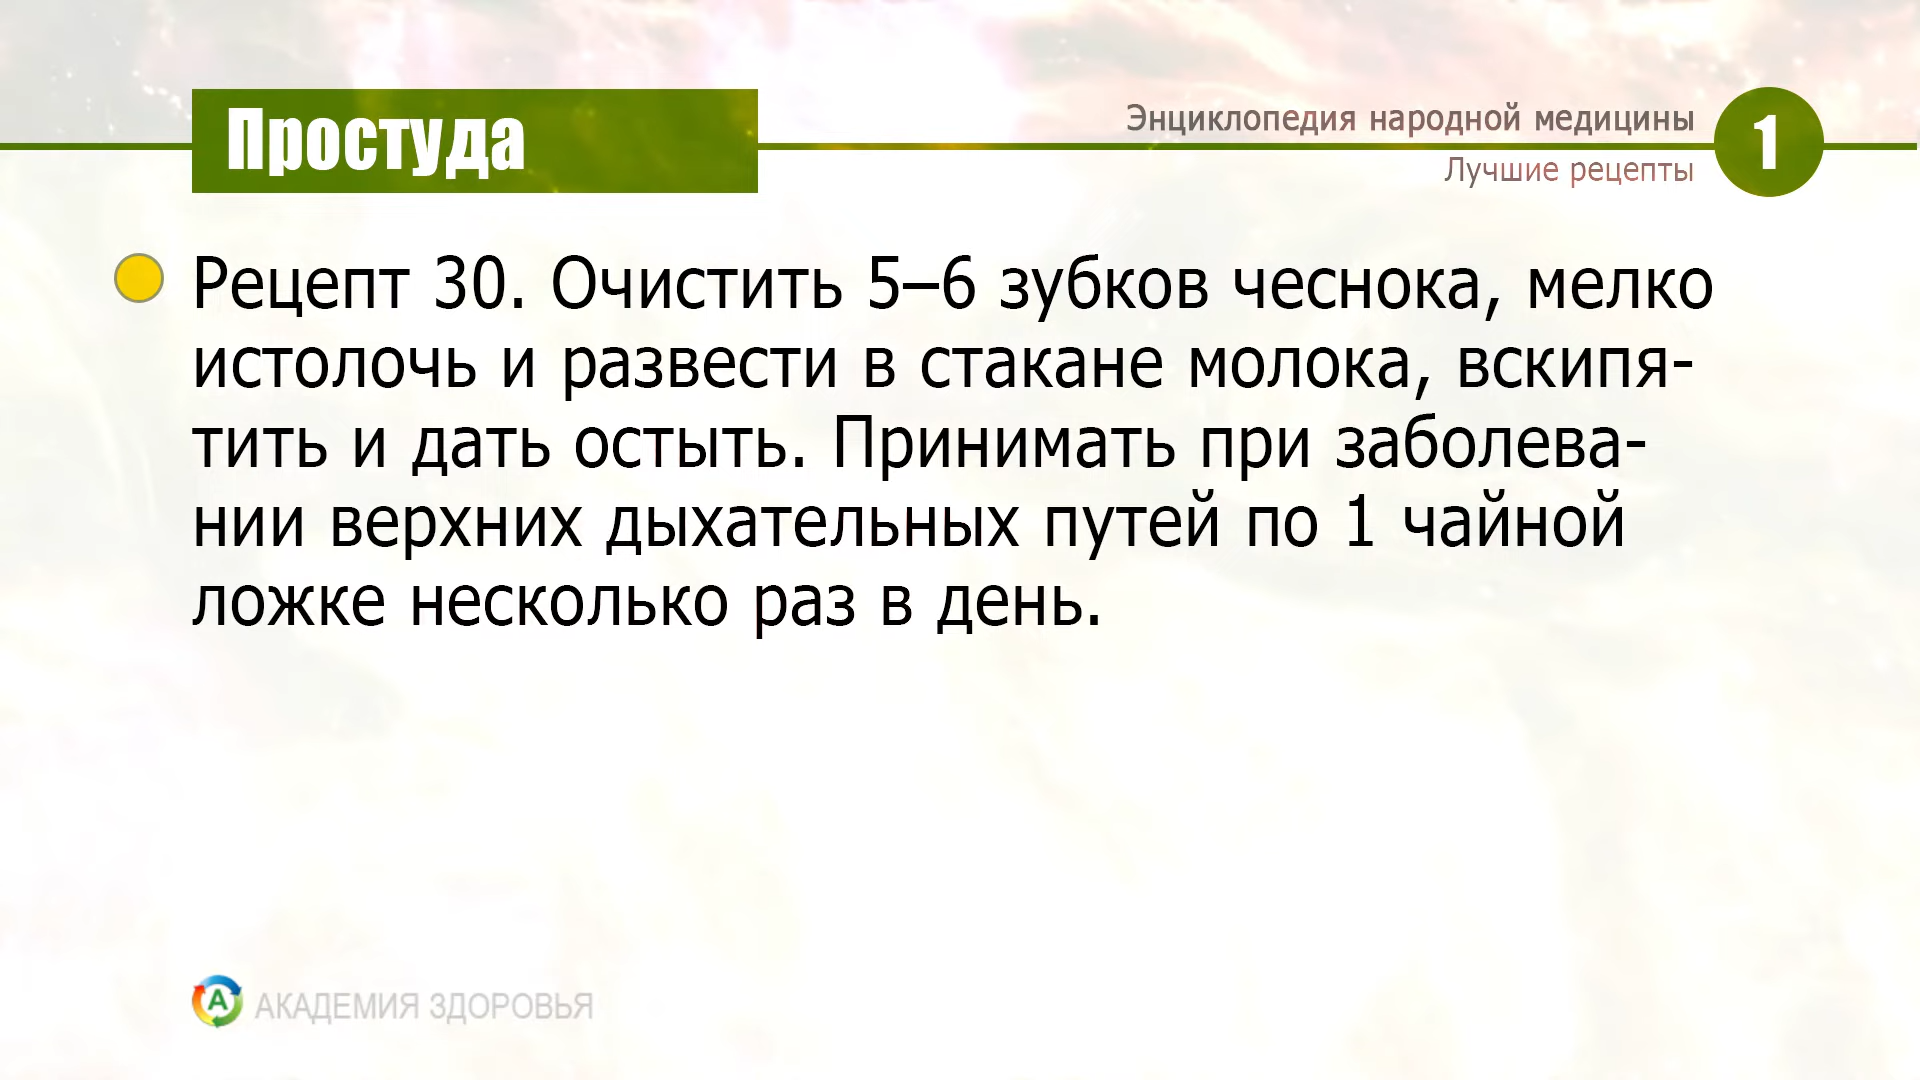 Простуда
Энциклопедия народной медицины
Лучшие рецепты
1
Рецепт 30. Очистить 5–6 зубков чеснока, мелко
истолочь и развести в стакане молока, вскипя-
тить и дать остыть. Принимать при заболева-
нии верхних дыхательных путей по 1 чайной
ложке несколько раз в день.
А АКАДЕМИЯ ЗДОРОВЬЯ